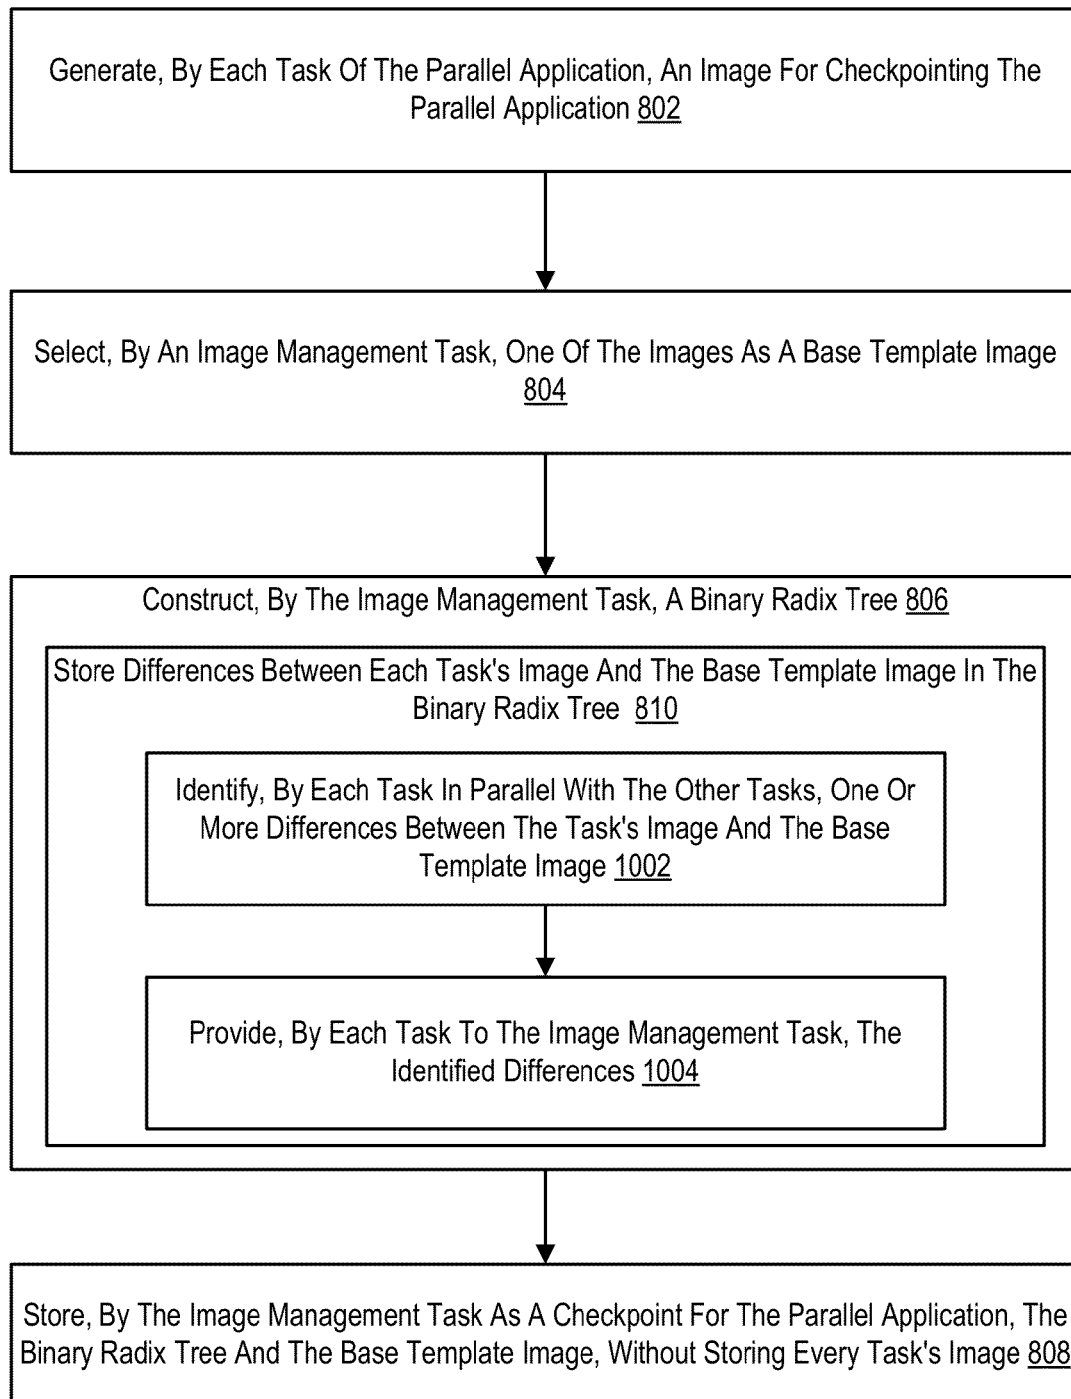 Generate, By Each Task Of The Parallel Application, An Image For Checkpointing The
Parallel Application 802
Select, By An Image Management Task, One Of The Images As A Base Template Image
804
Construct, By The Image Management Task, A Binary Radix Tree 806
Store Differences Between Each Task's Image And The Base Template Image In The
Binary Radix Tree 810
Identify, By Each Task In Parallel With The Other Tasks, One Or
More Differences Between The Task's Image And The Base
Template Image 1002
Provide, By Each Task To The Image Management Task, The
Identified Differences 1004
Store, By The Image Management Task As A Checkpoint For The Parallel Application, The
Binary Radix Tree And The Base Template Image, Without Storing Every Task's Image 808